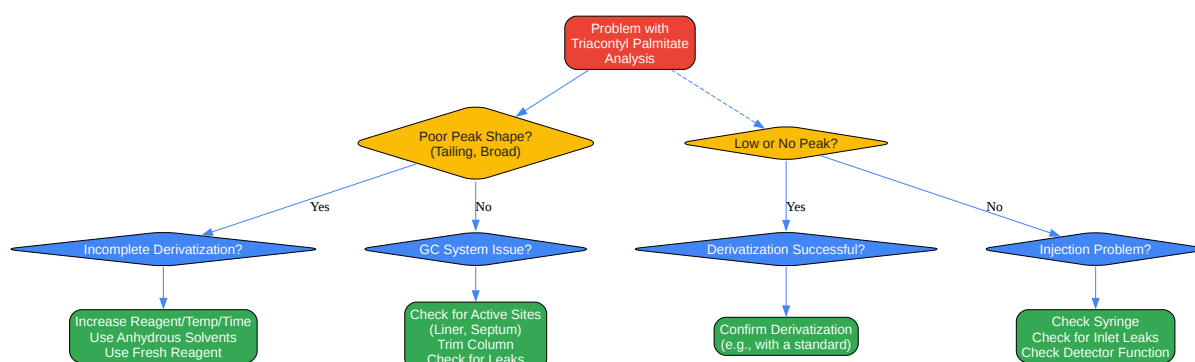 Problem with
Triacontyl Palmitate
Analysis
Poor Peak Shape?
(Tailing, Broad)
Low or No Peak?
Yes
No
Yes
No
Incomplete Derivatization?
GC System Issue?
Derivatization Successful?
Injection Problem?
Increase Reagent/Temp/Time
Use Anhydrous Solvents
Use Fresh Reagent
Check for Active Sites
(Liner, Septum)
Trim Column
Check for Leaks
Confirm Derivatization
(e.g., with a standard)
Check Syringe
Check for Inlet Leaks
Check Detector Function